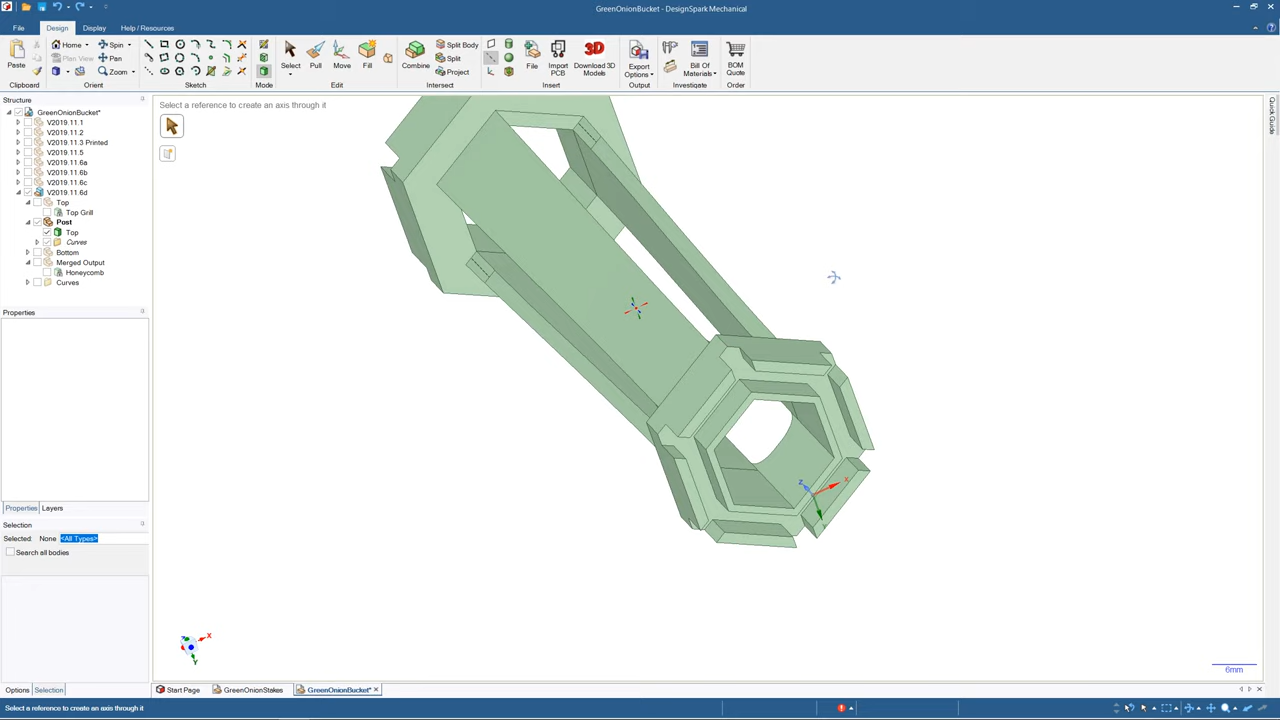 GreenOnionBucket - DesignSpark Mechanical
File
Design
Display
Help / Resources
Paste
Home
Plan View
Spin
Pan
Zoom
Select
Pull
Move
Fill
Combine
Split Body
Split
Project
File
Import PCB
Download 3D Models
Export Options
Bill Of Materials
BOM Quote
Clipboard
Orient
Sketch
Mode
Edit
Intersect
Insert
Output
Investigate
Order
Structure
GreenOnionBucket*
V2019.11.1
V2019.11.2
V2019.11.3 Printed
V2019.11.5
V2019.11.6a
V2019.11.6b
V2019.11.6c
V2019.11.6d
Top
Top Grill
Post
Top
Curves
Bottom
Merged Output
Honeycomb
Curves
Select a reference to create an axis through it
Quick Guide
Properties
Properties
Layers
Selection
Selected: None <All Types>
Search all bodies
Z
X
X
Y
6mm
Options
Selection
Start Page
GreenOnionStakes
GreenOnionBucket*
Select a reference to create an axis through it